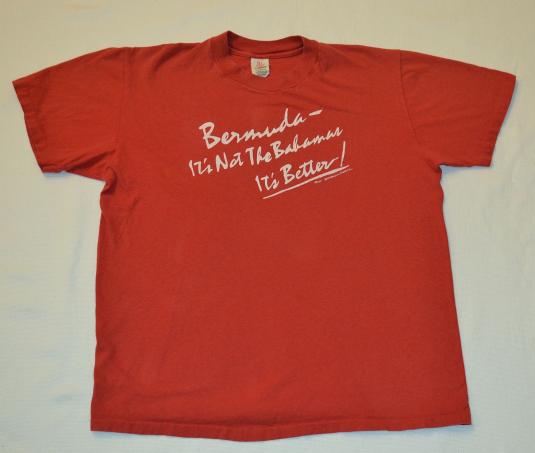 Bermuda -
It's Not The Bahamas
It's Better!